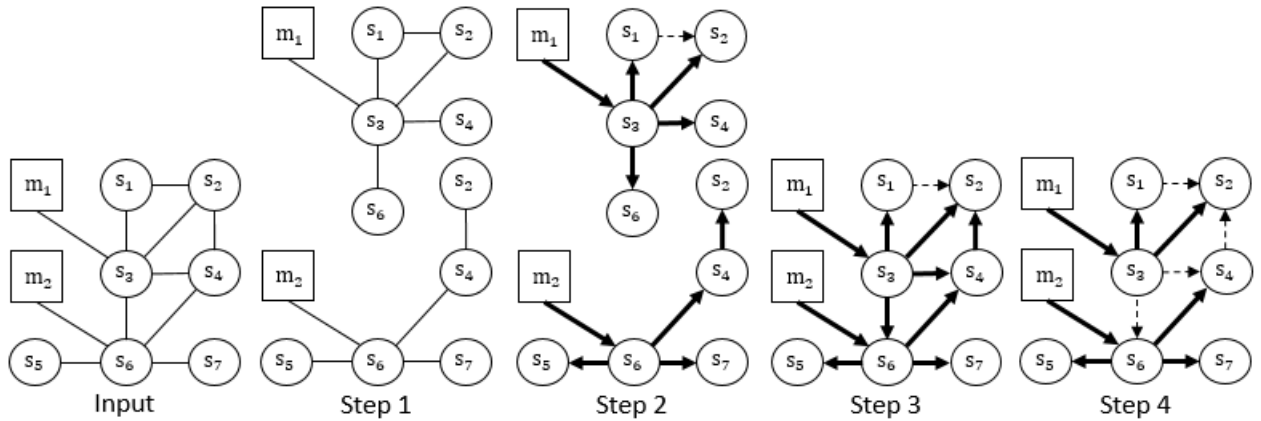 m₁ s₁ s₂
s₃ s₄
s₆
m₂ s₂
s₄
s₅ s₆ s₇
m₁ s₁ s₂
s₃ s₄
s₆
m₂ s₂
s₄
s₅ s₆ s₇
m₁ s₁ s₂
m₂ s₃ s₄
s₅ s₆ s₇
m₁ s₁ s₂
m₂ s₃ s₄
s₅ s₆ s₇
m₁ s₁ s₂
m₂ s₃ s₄
s₅ s₆ s₇
Input Step 1 Step 2 Step 3 Step 4